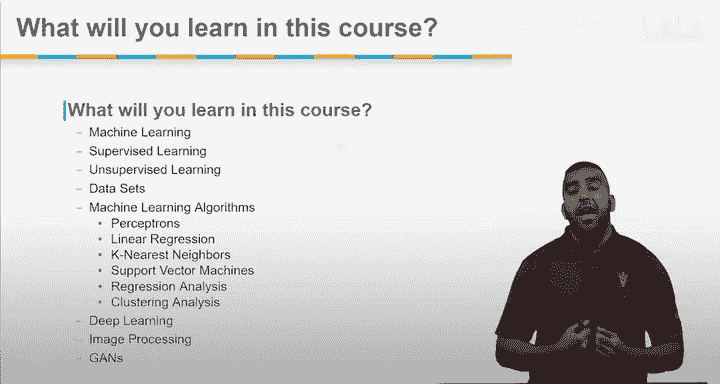 What will you learn in this course?
What will you learn in this course?
– Machine Learning
– Supervised Learning
– Unsupervised Learning
– Data Sets
– Machine Learning Algorithms
• Perceptrons
• Linear Regression
• K-Nearest Neighbors
• Support Vector Machines
• Regression Analysis
• Clustering Analysis
– Deep Learning
– Image Processing
– GANs